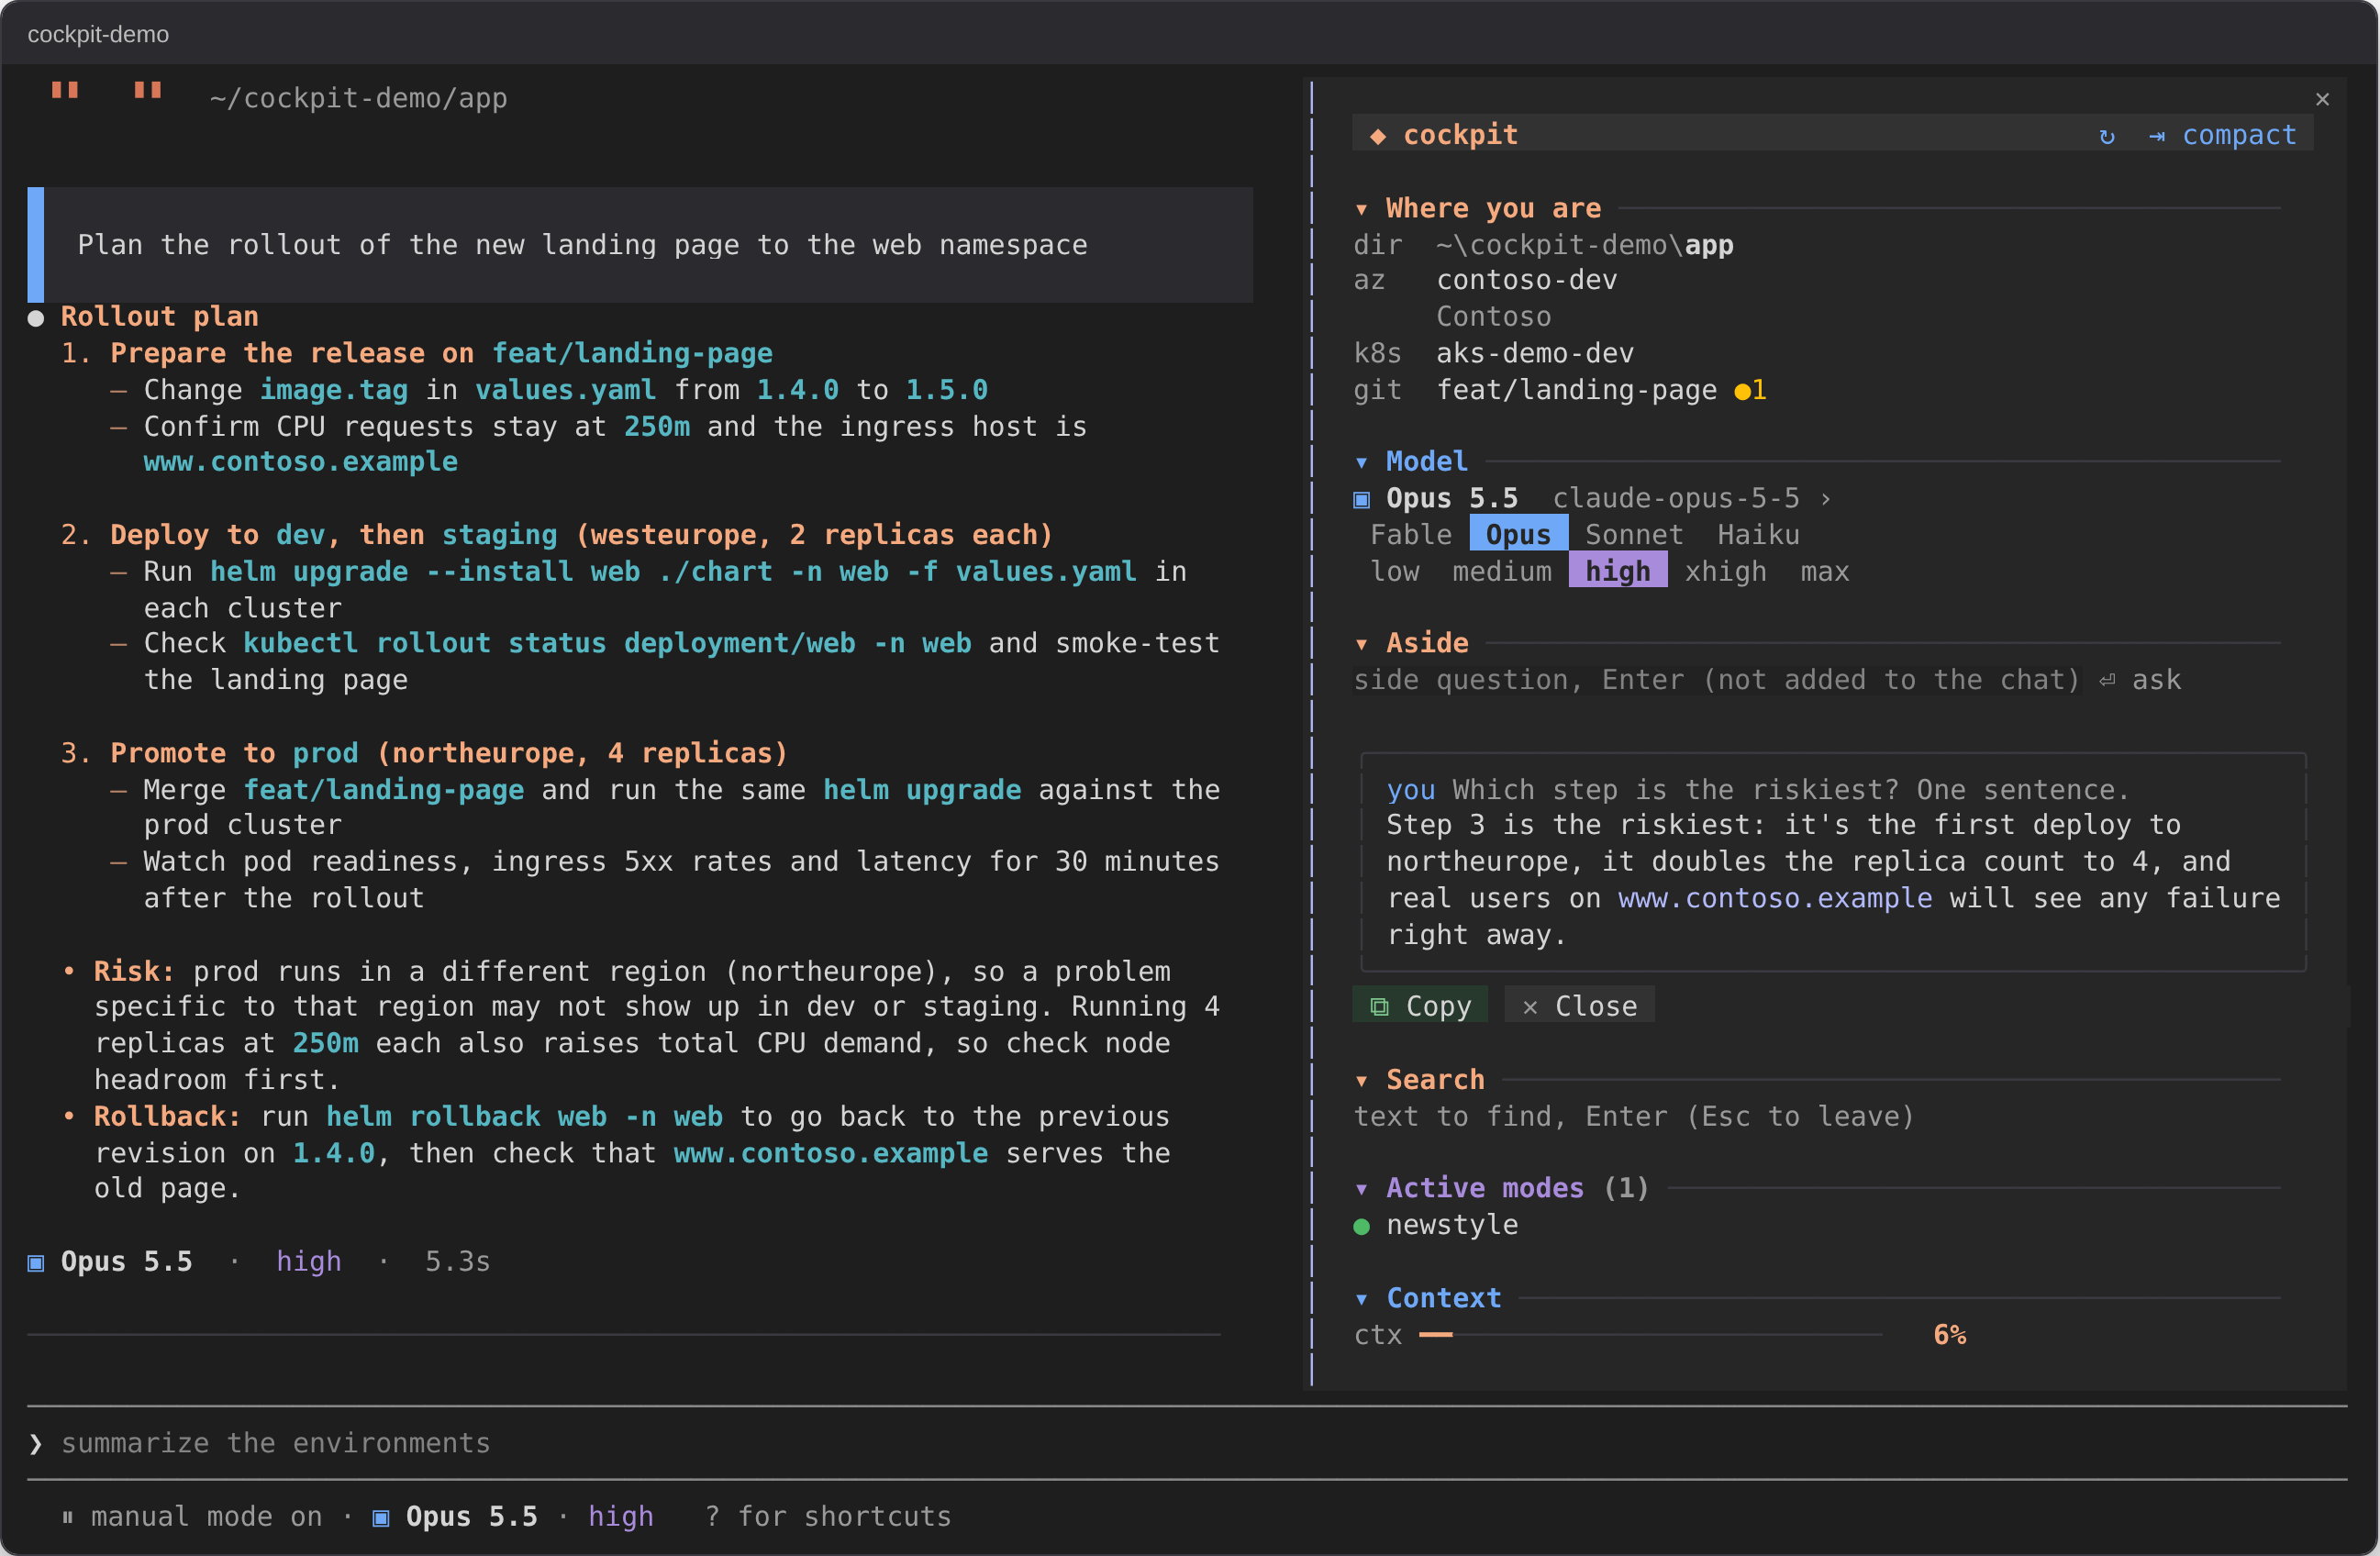 cockpit-demo
~/cockpit-demo/app
Plan the rollout of the new landing page to the web namespace
● Rollout plan
1. Prepare the release on feat/landing-page
– Change image.tag in values.yaml from 1.4.0 to 1.5.0
– Confirm CPU requests stay at 250m and the ingress host is
www.contoso.example
2. Deploy to dev, then staging (westeurope, 2 replicas each)
– Run helm upgrade --install web ./chart -n web -f values.yaml in
each cluster
– Check kubectl rollout status deployment/web -n web and smoke-test
the landing page
3. Promote to prod (northeurope, 4 replicas)
– Merge feat/landing-page and run the same helm upgrade against the
prod cluster
– Watch pod readiness, ingress 5xx rates and latency for 30 minutes
after the rollout
• Risk: prod runs in a different region (northeurope), so a problem
specific to that region may not show up in dev or staging. Running 4
replicas at 250m each also raises total CPU demand, so check node
headroom first.
• Rollback: run helm rollback web -n web to go back to the previous
revision on 1.4.0, then check that www.contoso.example serves the
old page.
▣ Opus 5.5 · high · 5.3s
×
◆ cockpit ↻ ⇥ compact
▾ Where you are
dir ~\cockpit-demo\app
az contoso-dev
Contoso
k8s aks-demo-dev
git feat/landing-page ●1
▾ Model
▣ Opus 5.5 claude-opus-5-5 ›
Fable Opus Sonnet Haiku
low medium high xhigh max
▾ Aside
side question, Enter (not added to the chat) ⏎ ask
you Which step is the riskiest? One sentence.
Step 3 is the riskiest: it's the first deploy to
northeurope, it doubles the replica count to 4, and
real users on www.contoso.example will see any failure
right away.
⧉ Copy × Close
▾ Search
text to find, Enter (Esc to leave)
▾ Active modes (1)
● newstyle
▾ Context
ctx 6%
❯ summarize the environments
⏸ manual mode on · ▣ Opus 5.5 · high ? for shortcuts